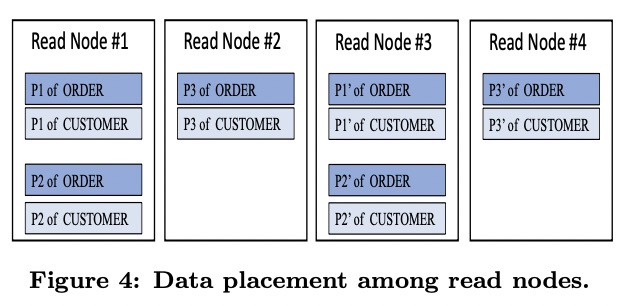 Read Node #1
P1 of ORDER
P1 of CUSTOMER
P2 of ORDER
P2 of CUSTOMER
Read Node #2
P3 of ORDER
P3 of CUSTOMER
Read Node #3
P1' of ORDER
P1' of CUSTOMER
P2' of ORDER
P2' of CUSTOMER
Read Node #4
P3' of ORDER
P3' of CUSTOMER
Figure 4: Data placement among read nodes.